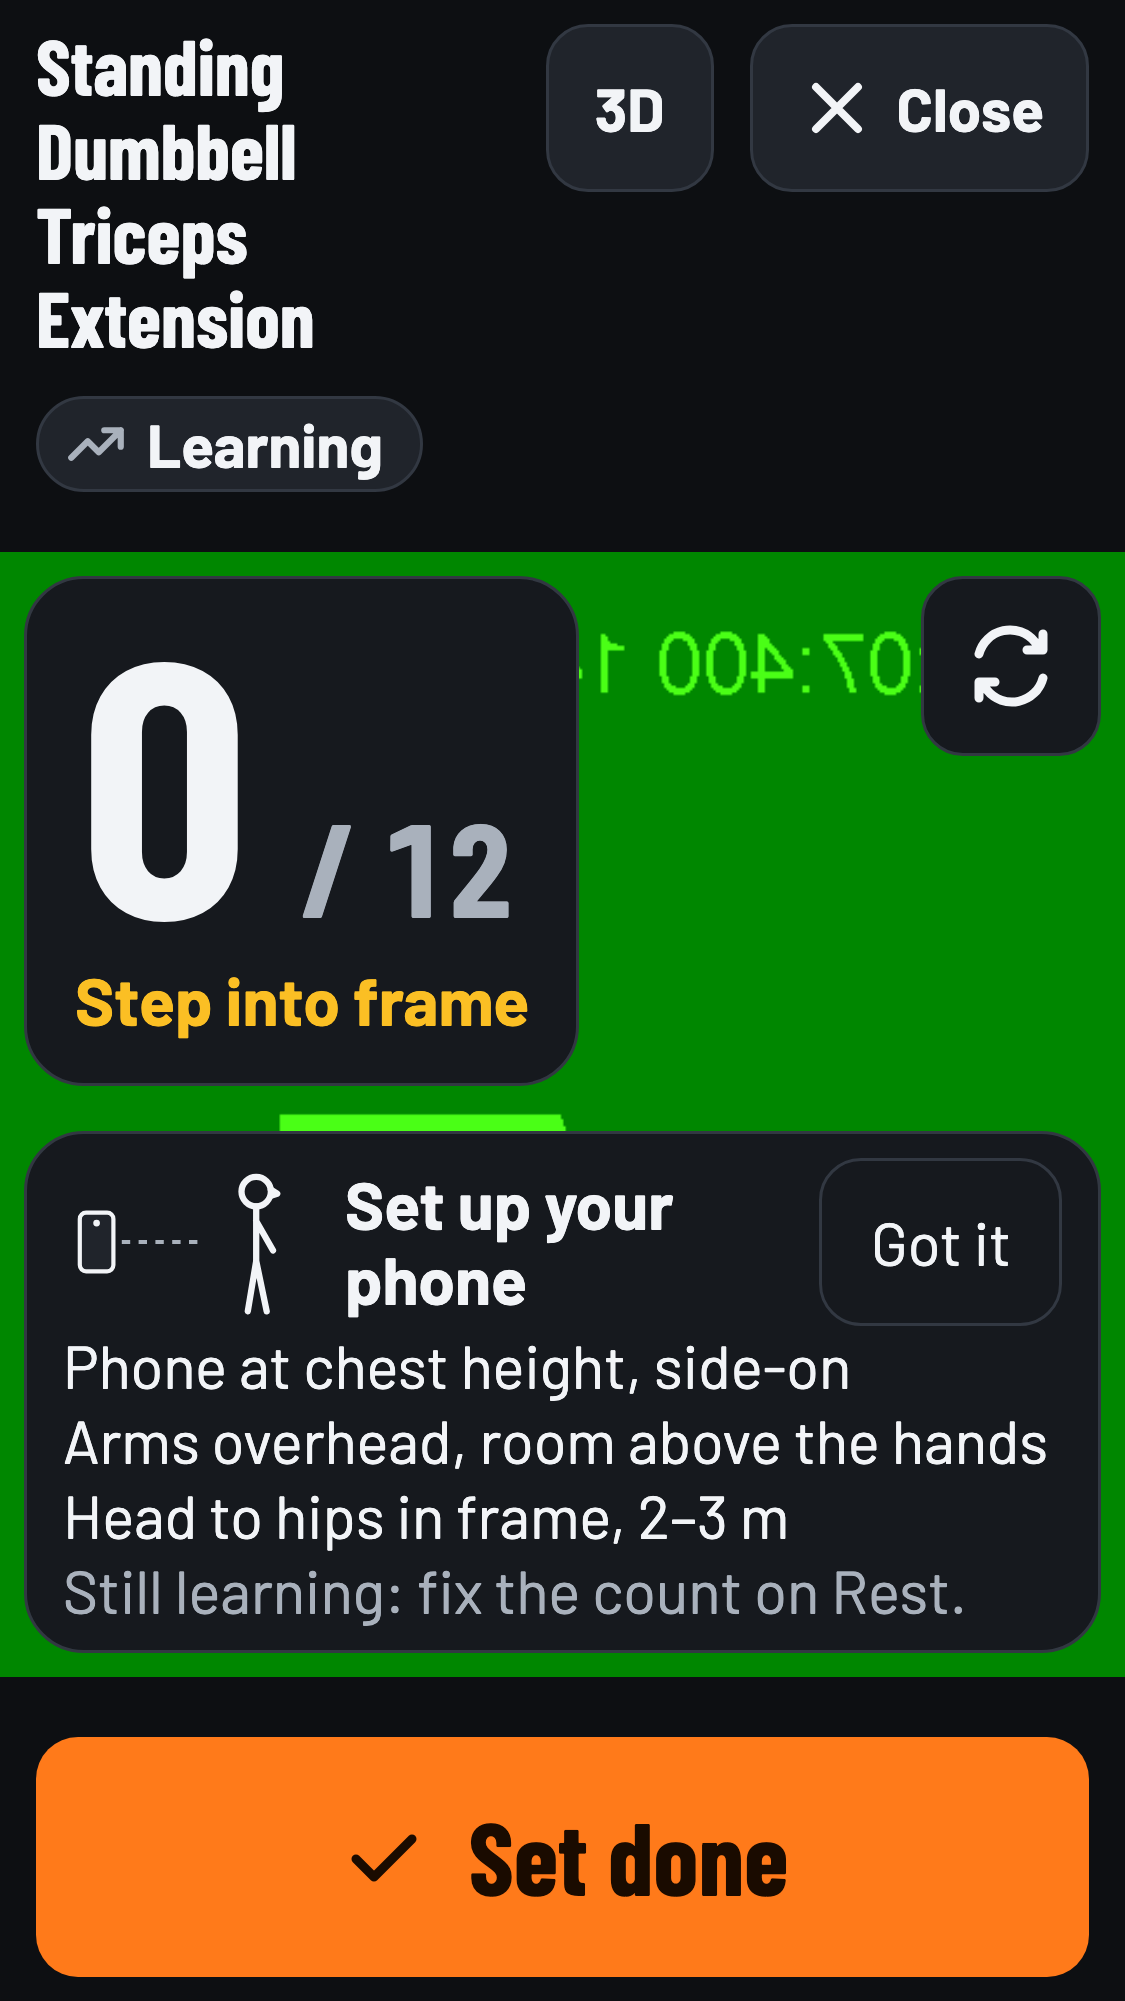 Standing
Dumbbell
Triceps
Extension
3D
Close
Learning
0 / 12
Step into frame
Set up your
phone
Got it
Phone at chest height, side-on
Arms overhead, room above the hands
Head to hips in frame, 2–3 m
Still learning: fix the count on Rest.
Set done